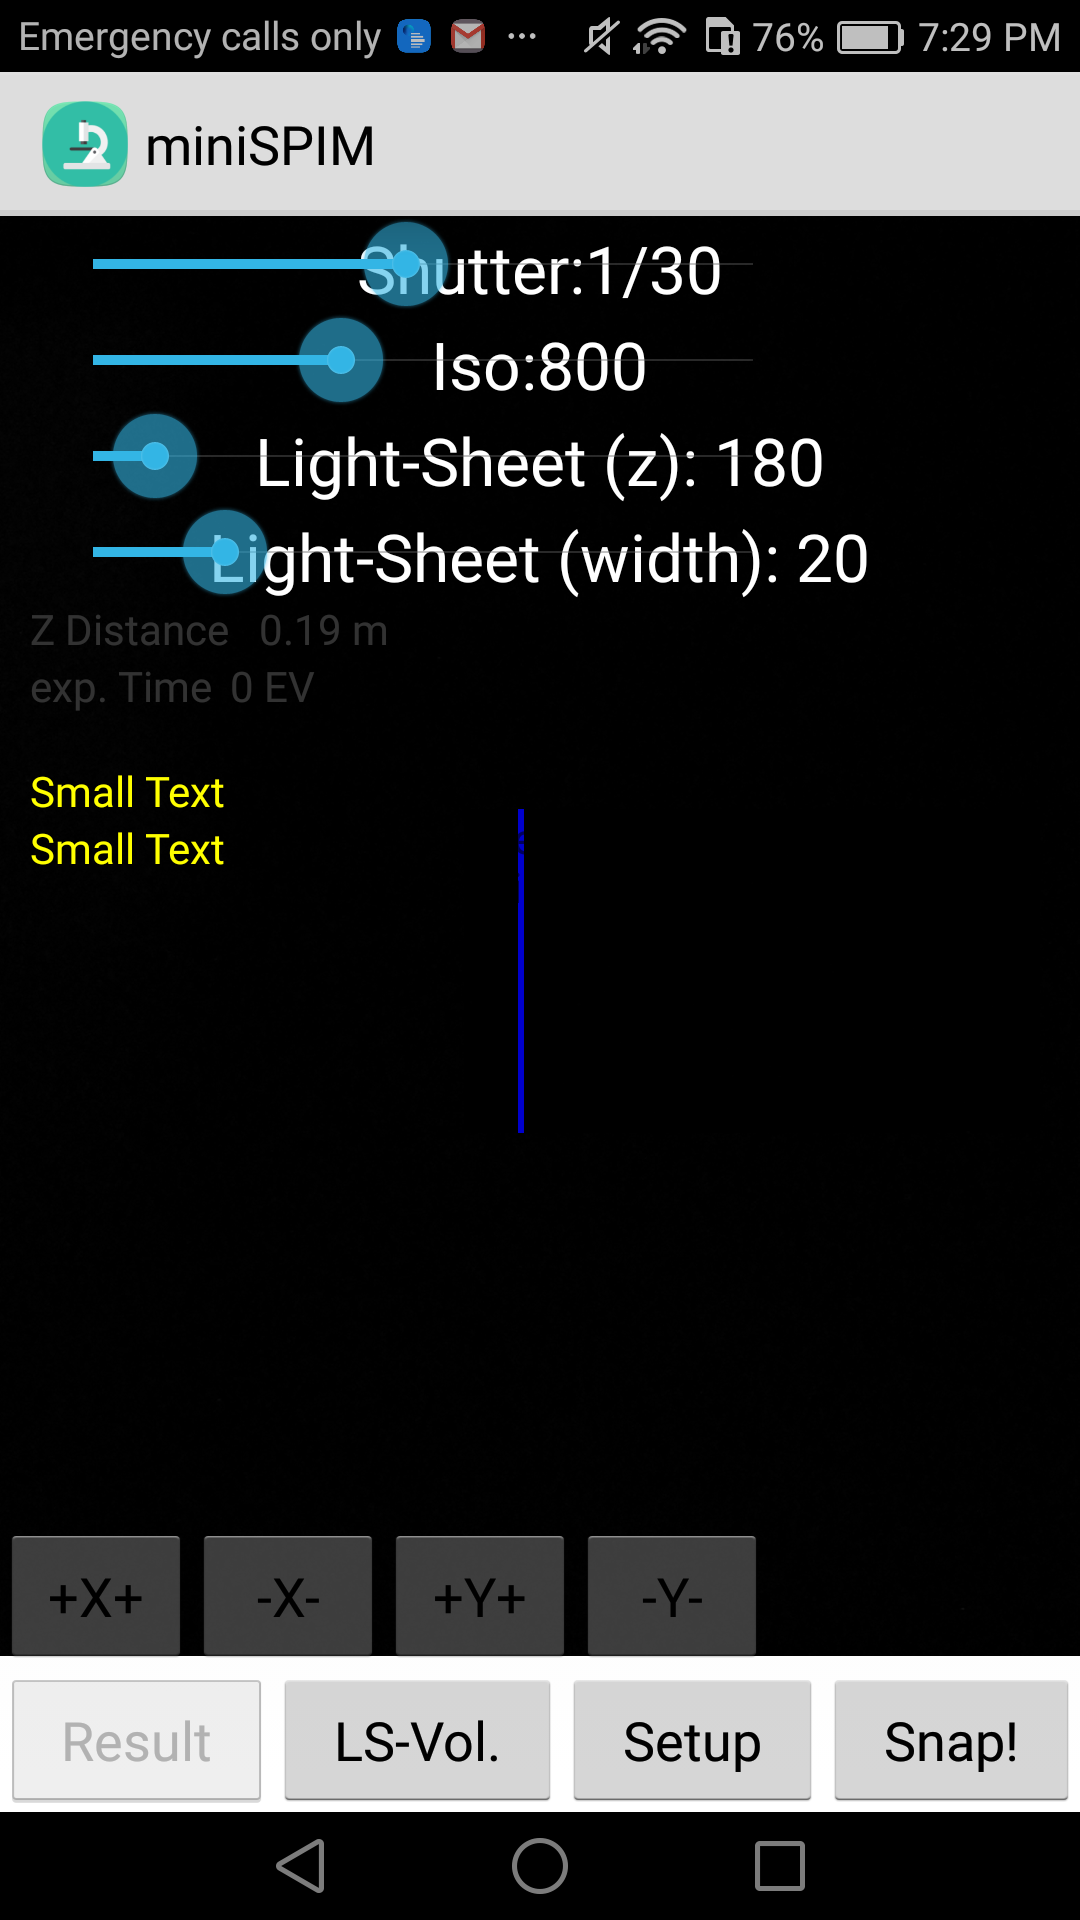 Emergency calls only 76% 7:29 PM
miniSPIM
Shutter:1/30
Iso:800
Light-Sheet (z): 180
Light-Sheet (width): 20
Z Distance 0.19 m
exp. Time 0 EV
Small Text
Small Text
+X+ -X- +Y+ -Y-
Result LS-Vol. Setup Snap!